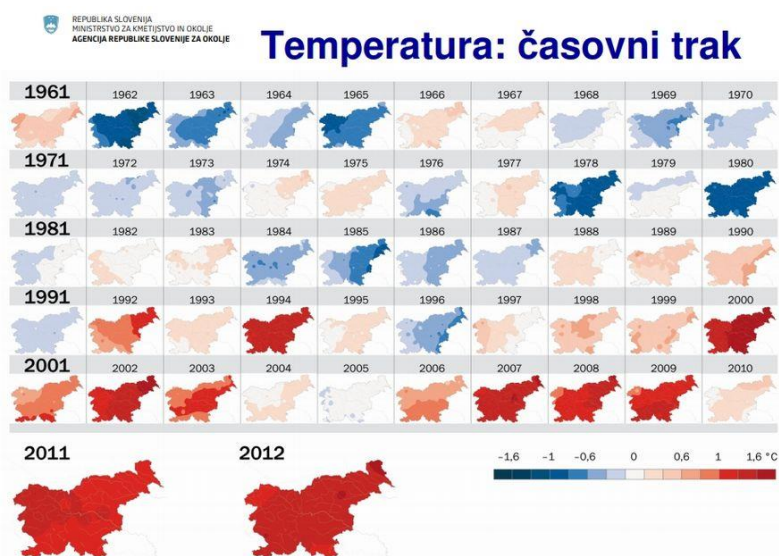 REPUBLIKA SLOVENIJA
MINISTRSTVO ZA KMETIJSTVO IN OKOLJE
AGENCIJA REPUBLIKE SLOVENIJE ZA OKOLJE
Temperatura: časovni trak
1961 1962 1963 1964 1965 1966 1967 1968 1969 1970
1971 1972 1973 1974 1975 1976 1977 1978 1979 1980
1981 1982 1983 1984 1985 1986 1987 1988 1989 1990
1991 1992 1993 1994 1995 1996 1997 1998 1999 2000
2001 2002 2003 2004 2005 2006 2007 2008 2009 2010
2011 2012
-1,6 -1 -0,6 0 0,6 1 1,6 °C